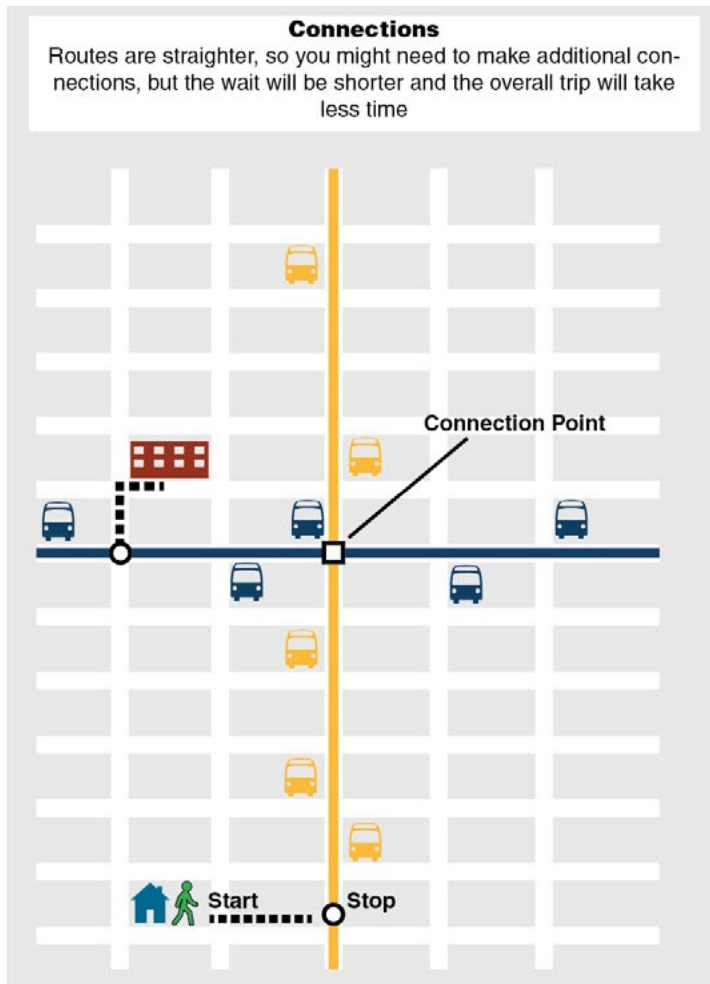 Connections
Routes are straighter, so you might need to make additional con-
nections, but the wait will be shorter and the overall trip will take
less time
Connection Point
Start
Stop